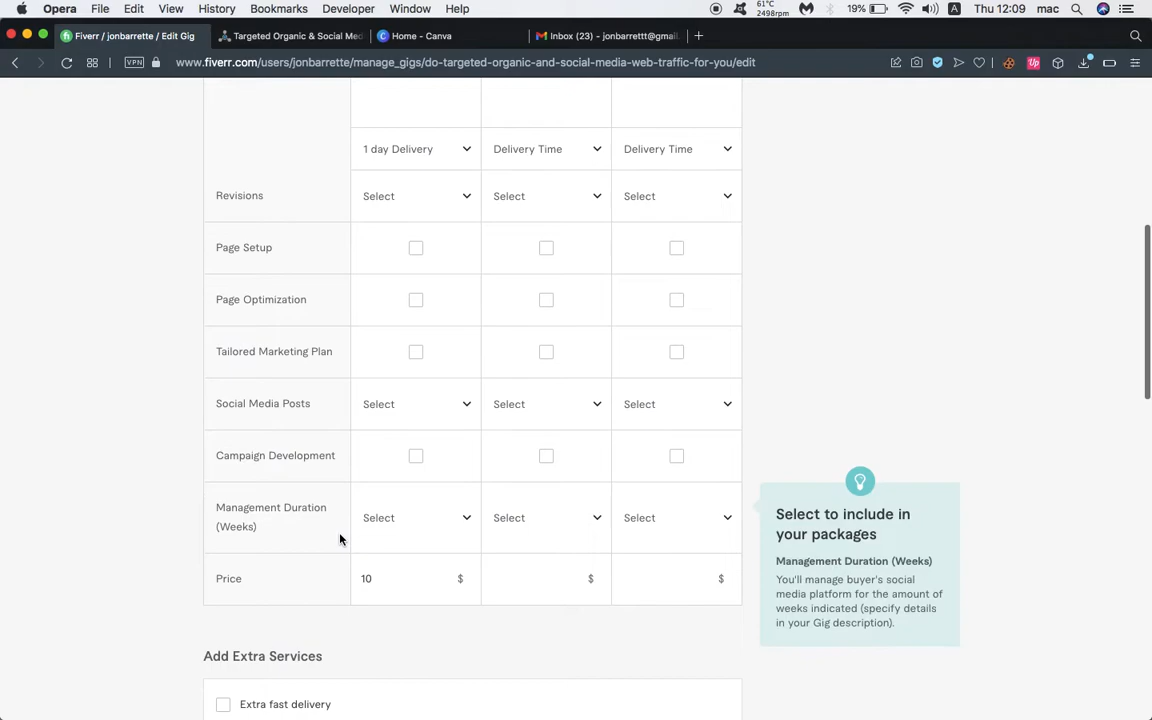 Opera File Edit View History Bookmarks Developer Window Help 61°C 2498rpm 19% A Thu 12:09 mac
Fiverr / jonbarrette / Edit Gig Targeted Organic & Social Med Home - Canva Inbox (23) - jonbarrettt@gmail.
VPN www.fiverr.com/users/jonbarrette/manage_gigs/do-targeted-organic-and-social-media-web-traffic-for-you/edit Up
1 day Delivery Delivery Time Delivery Time
Revisions Select Select Select
Page Setup
Page Optimization
Tailored Marketing Plan
Social Media Posts Select Select Select
Campaign Development
Management Duration
(Weeks)
Select Select Select
Price 10 $ $ $
Select to include in
your packages
Management Duration (Weeks)
You'll manage buyer's social
media platform for the amount of
weeks indicated (specify details
in your Gig description).
Add Extra Services
Extra fast delivery